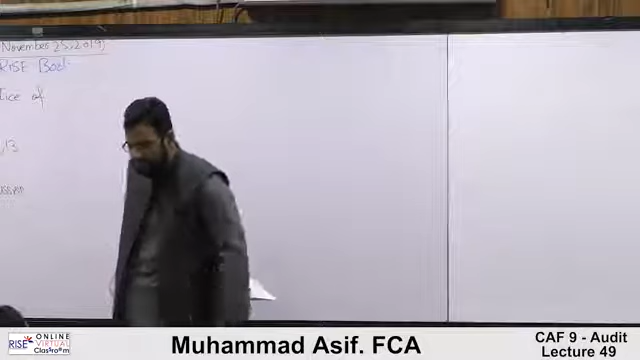 November 25, 2019)
RISE Book
ice of
,13
RISE
ONLINE
VIRTUAL
Classroom
Muhammad Asif. FCA
CAF 9 - Audit
Lecture 49